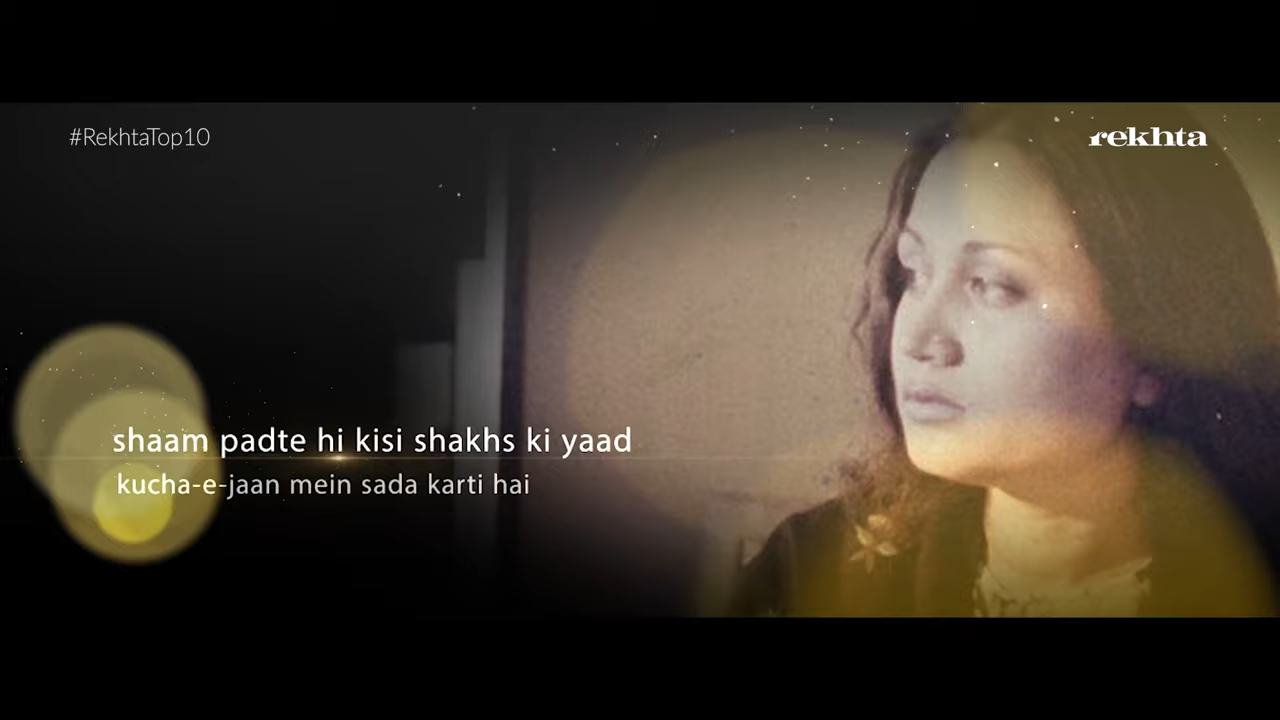 #RekhtaTop10
rekhta
shaam padte hi kisi shakhs ki yaad
kucha-e-jaan mein sada karti hai